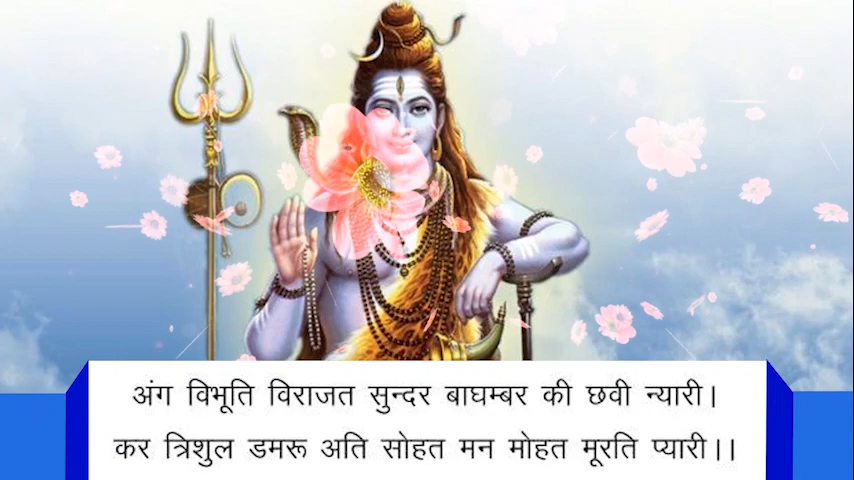 अंग विभूति विराजत सुन्दर बाघम्बर की छवी न्यारी।
कर त्रिशुल डमरू अति सोहत मन मोहत मूरति प्यारी।।